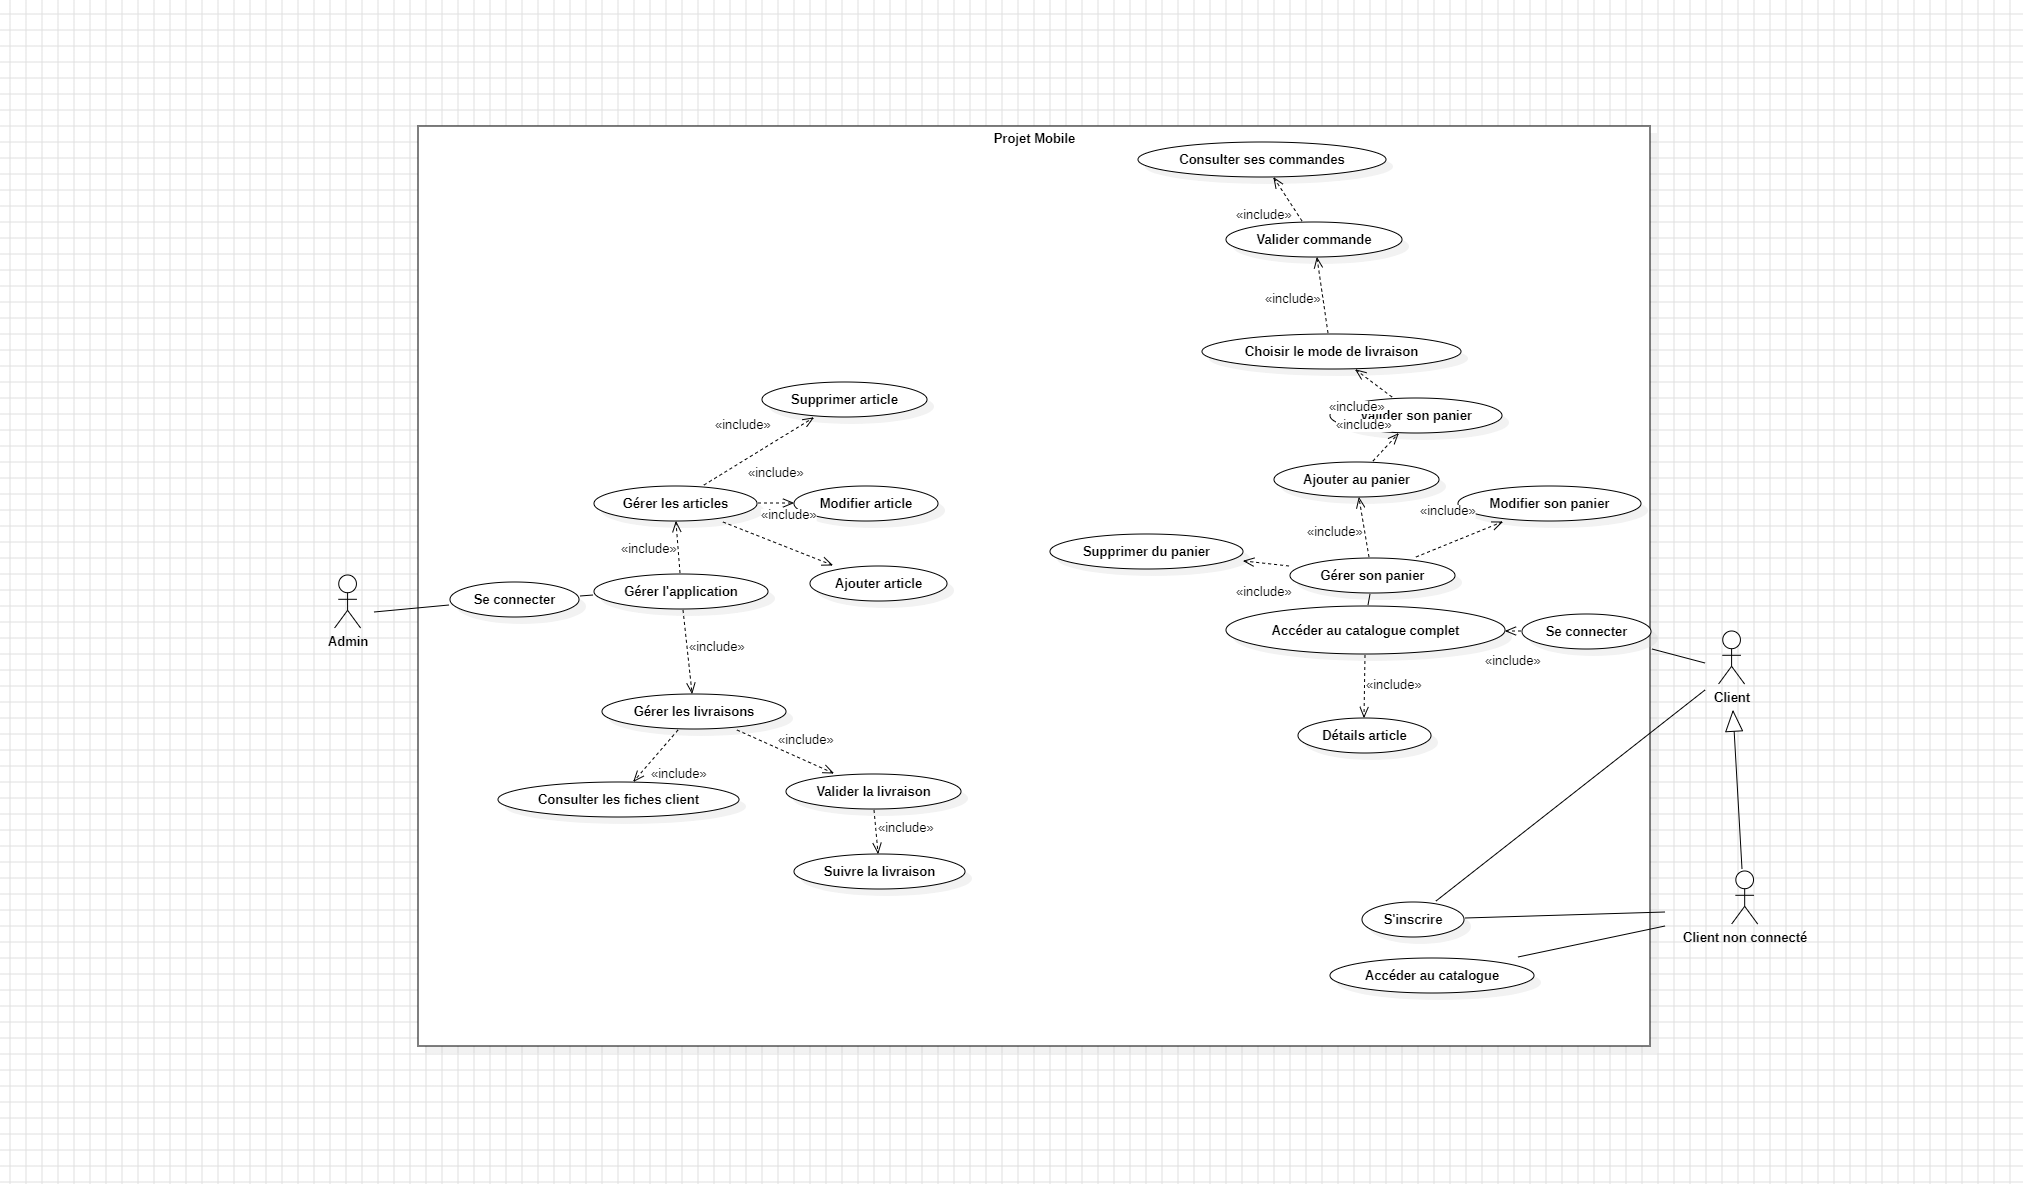 Projet Mobile
Consulter ses commandes
«include»
Valider commande
«include»
Choisir le mode de livraison
Supprimer article
«include»
«include»
Valider son panier
«include»
«include»
Ajouter au panier
Gérer les articles
Modifier article
«include»
Modifier son panier
«include»
«include»
«include»
Supprimer du panier
Gérer son panier
Ajouter article
Gérer l'application
«include»
Se connecter
Admin
Accéder au catalogue complet
Se connecter
«include»
«include»
«include»
Client
Gérer les livraisons
Détails article
«include»
«include»
Consulter les fiches client
Valider la livraison
«include»
Suivre la livraison
S'inscrire
Client non connecté
Accéder au catalogue